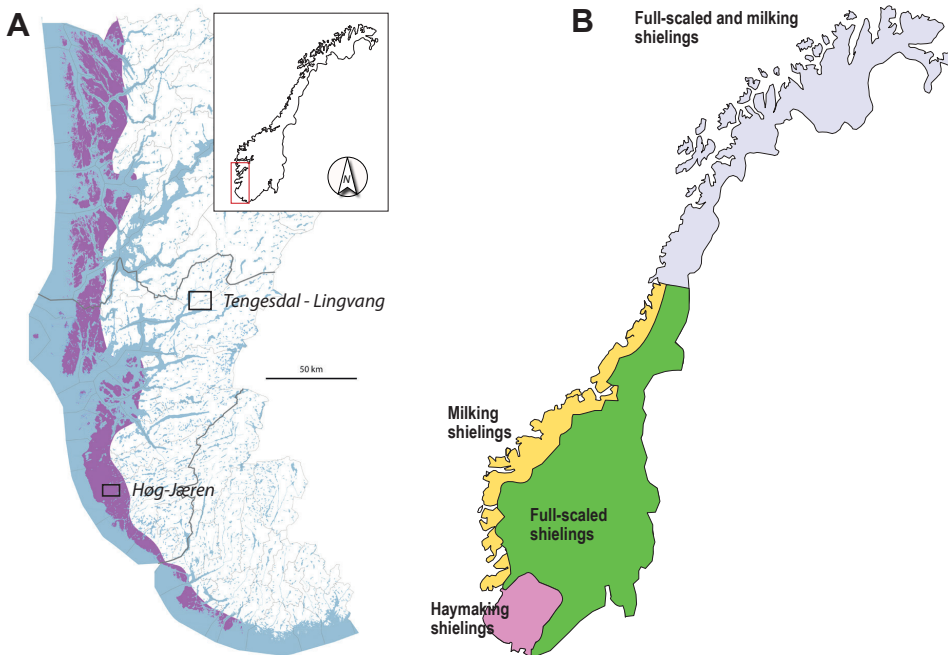 A
N
Tengesdal - Lingvang
50 km
Høg-Jæren
B
Full-scaled and milking
shielings
Milking
shielings
Full-scaled
shielings
Haymaking
shielings